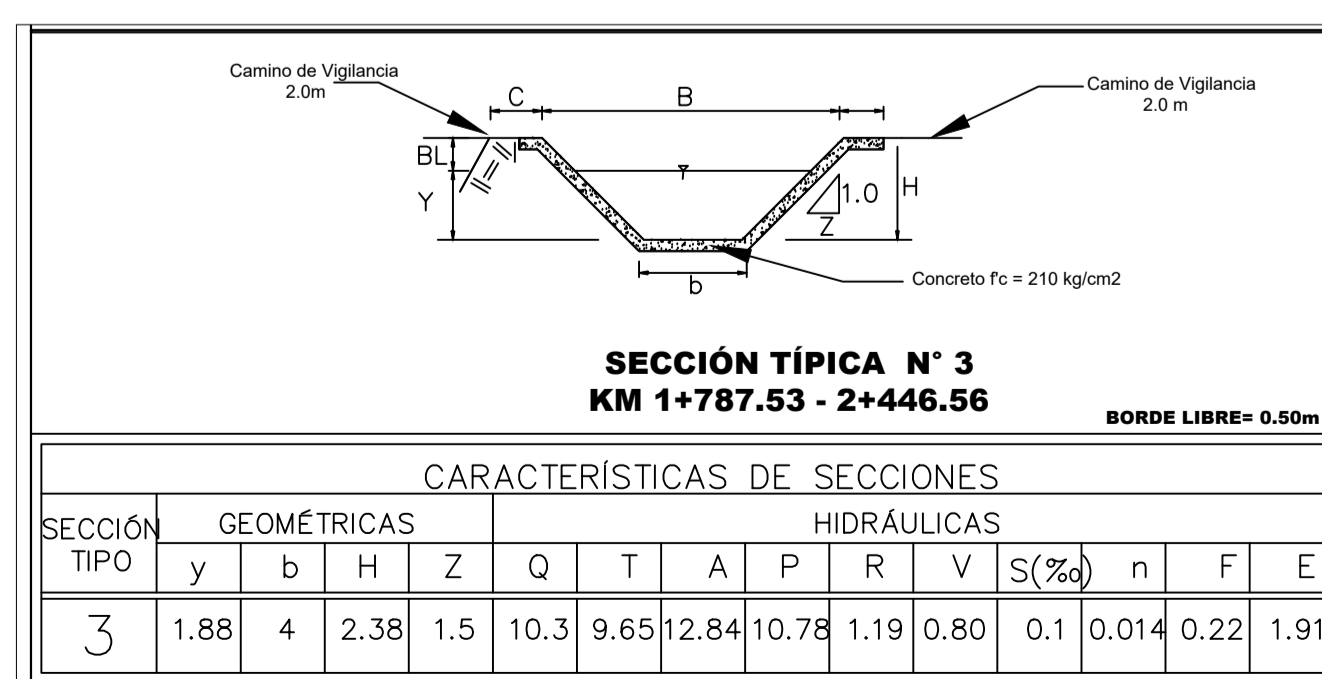 Camino de Vigilancia
2.0m
Camino de Vigilancia
2.0 m
C
B
BL
Y
1.0
H
Z
b
Concreto f'c = 210 kg/cm2
SECCIÓN TÍPICA N° 3
KM 1+787.53 - 2+446.56
BORDE LIBRE= 0.50m
CARACTERÍSTICAS DE SECCIONES
SECCIÓN TIPO GEOMÉTRICAS HIDRÁULICAS
y b H Z Q T A P R V S(‰) n F E
3 1.88 4 2.38 1.5 10.3 9.65 12.84 10.78 1.19 0.80 0.1 0.014 0.22 1.91